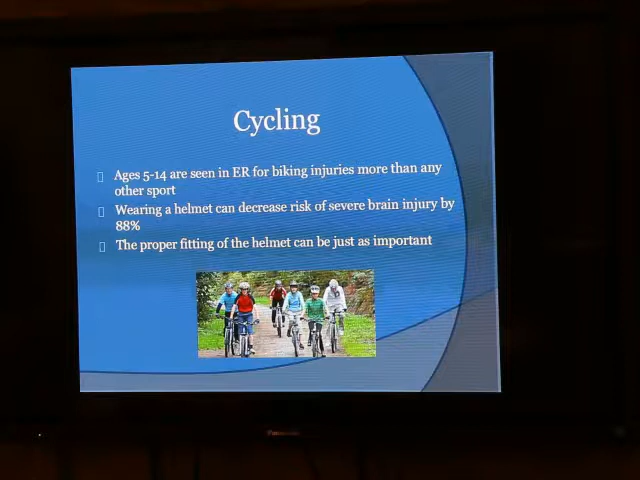 Cycling
Ages 5-14 are seen in ER for biking injuries more than any
other sport
Wearing a helmet can decrease risk of severe brain injury by
88%
The proper fitting of the helmet can be just as important
Panasonic